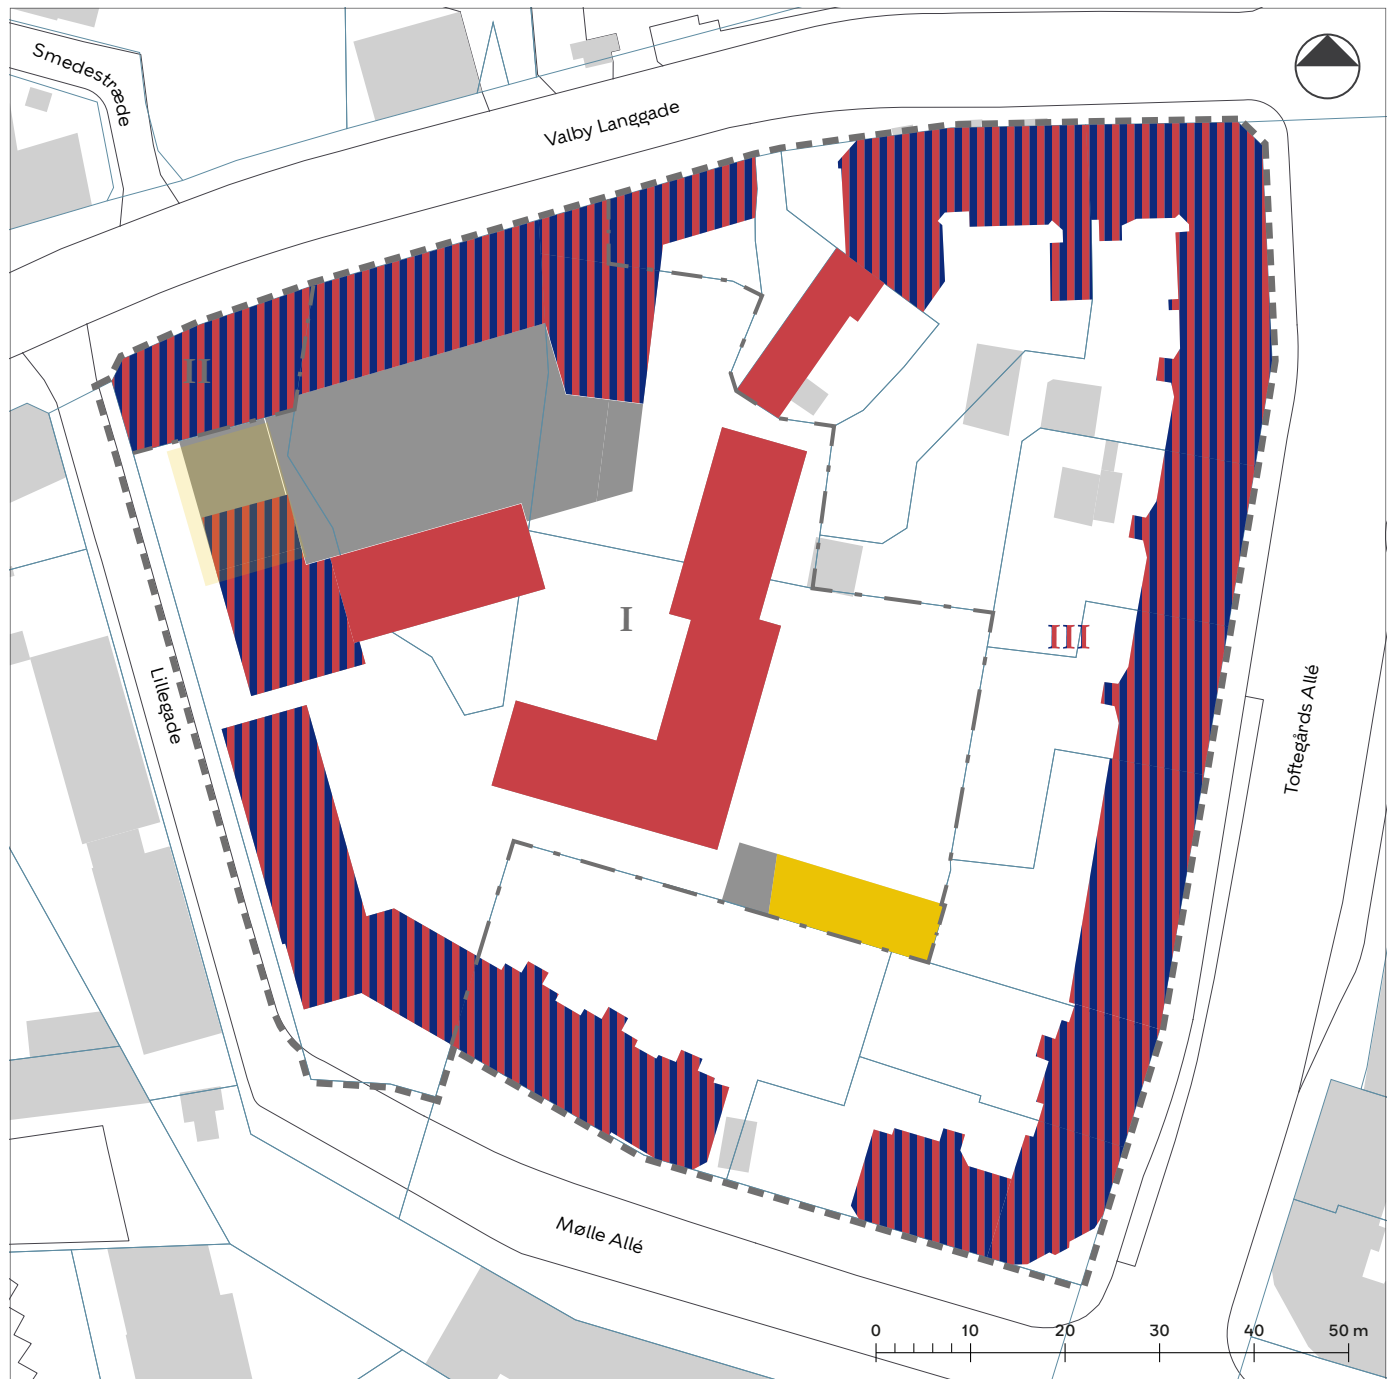 Smedestræde
Valby Langgade
II
I
III
Lillegade
Toftegårds Allé
Mølle Allé
0 10 20 30 40 50 m